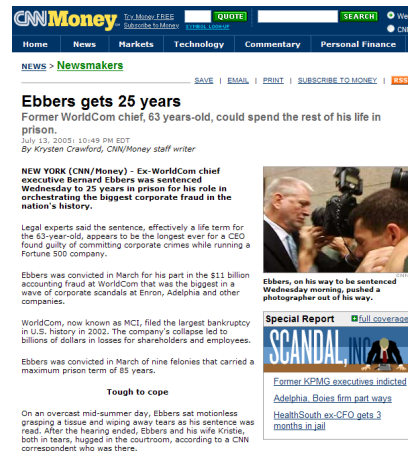 CNNMoney
Try Money FREE
Subscribe to Money
QUOTE
SYMBOL LOOK-UP
SEARCH
We
CN
Home News Markets Technology Commentary Personal Finance
NEWS > Newsmakers
SAVE | EMAIL | PRINT | SUBSCRIBE TO MONEY | RSS
Ebbers gets 25 years
Former WorldCom chief, 63 years-old, could spend the rest of his life in
prison.
July 13, 2005: 10:49 PM EDT
By Krysten Crawford, CNN/Money staff writer
NEW YORK (CNN/Money) - Ex-WorldCom chief
executive Bernard Ebbers was sentenced
Wednesday to 25 years in prison for his role in
orchestrating the biggest corporate fraud in the
nation's history.
Legal experts said the sentence, effectively a life term for
the 63-year-old, appears to be the longest ever for a CEO
found guilty of committing corporate crimes while running a
Fortune 500 company.
Ebbers was convicted in March for his part in the $11 billion
accounting fraud at WorldCom that was the biggest in a
wave of corporate scandals at Enron, Adelphia and other
companies.
WorldCom, now known as MCI, filed the largest bankruptcy
in U.S. history in 2002. The company's collapse led to
billions of dollars in losses for shareholders and employees.
Ebbers was convicted in March of nine felonies that carried a
maximum prison term of 85 years.
Tough to cope
On an overcast mid-summer day, Ebbers sat motionless
grasping a tissue and wiping away tears as his sentence was
read. After the hearing ended, Ebbers and his wife Kristie,
both in tears, hugged in the courtroom, according to a CNN
correspondent who was there.
Ebbers, on his way to be sentenced
Wednesday morning, pushed a
photographer out of his way.
Special Report full coverage
SCANDAL, INC
Former KPMG executives indicted
Adelphia, Boies firm part ways
HealthSouth ex-CFO gets 3
months in jail